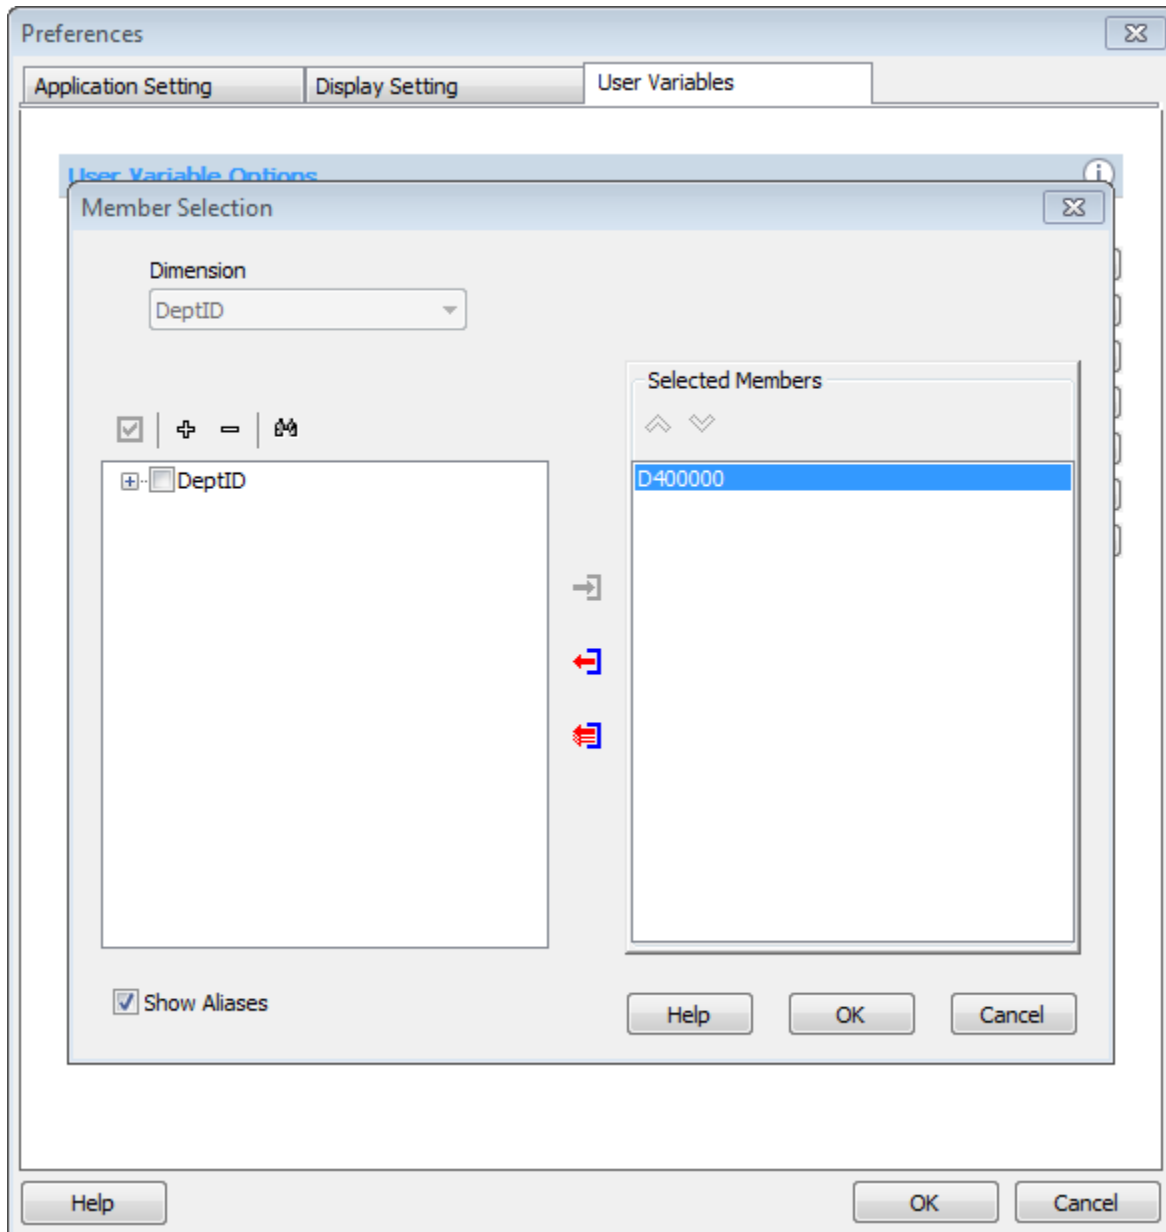 Preferences
Application Setting
Display Setting
User Variables
User Variable Options
Member Selection
Dimension
DeptID
Selected Members
DeptID
D400000
Show Aliases
Help
OK
Cancel
Help
OK
Cancel